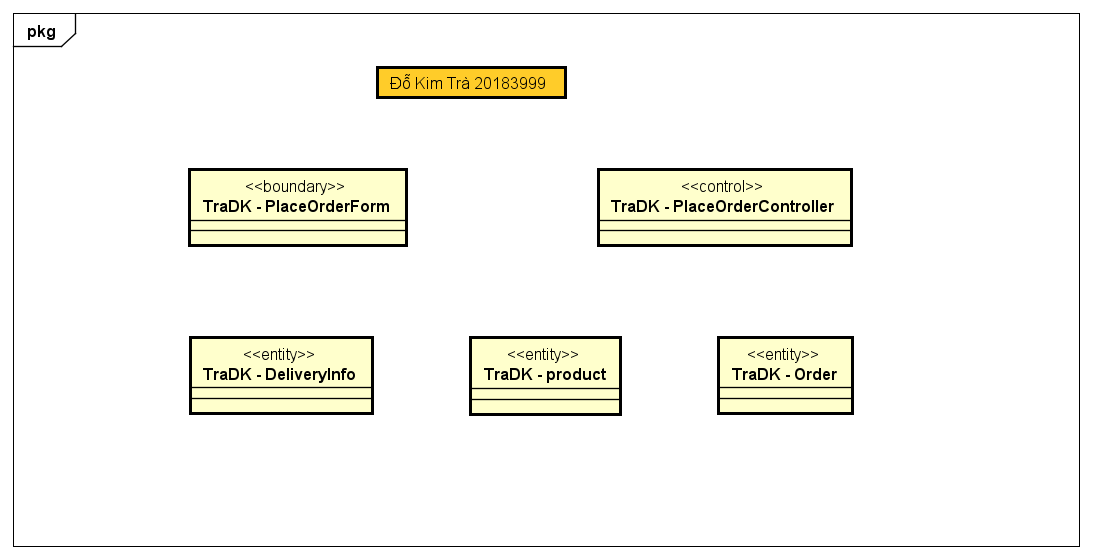 pkg
Đỗ Kim Trà 20183999
<<boundary>>
TraDK - PlaceOrderForm
<<control>>
TraDK - PlaceOrderController
<<entity>>
TraDK - DeliveryInfo
<<entity>>
TraDK - product
<<entity>>
TraDK - Order